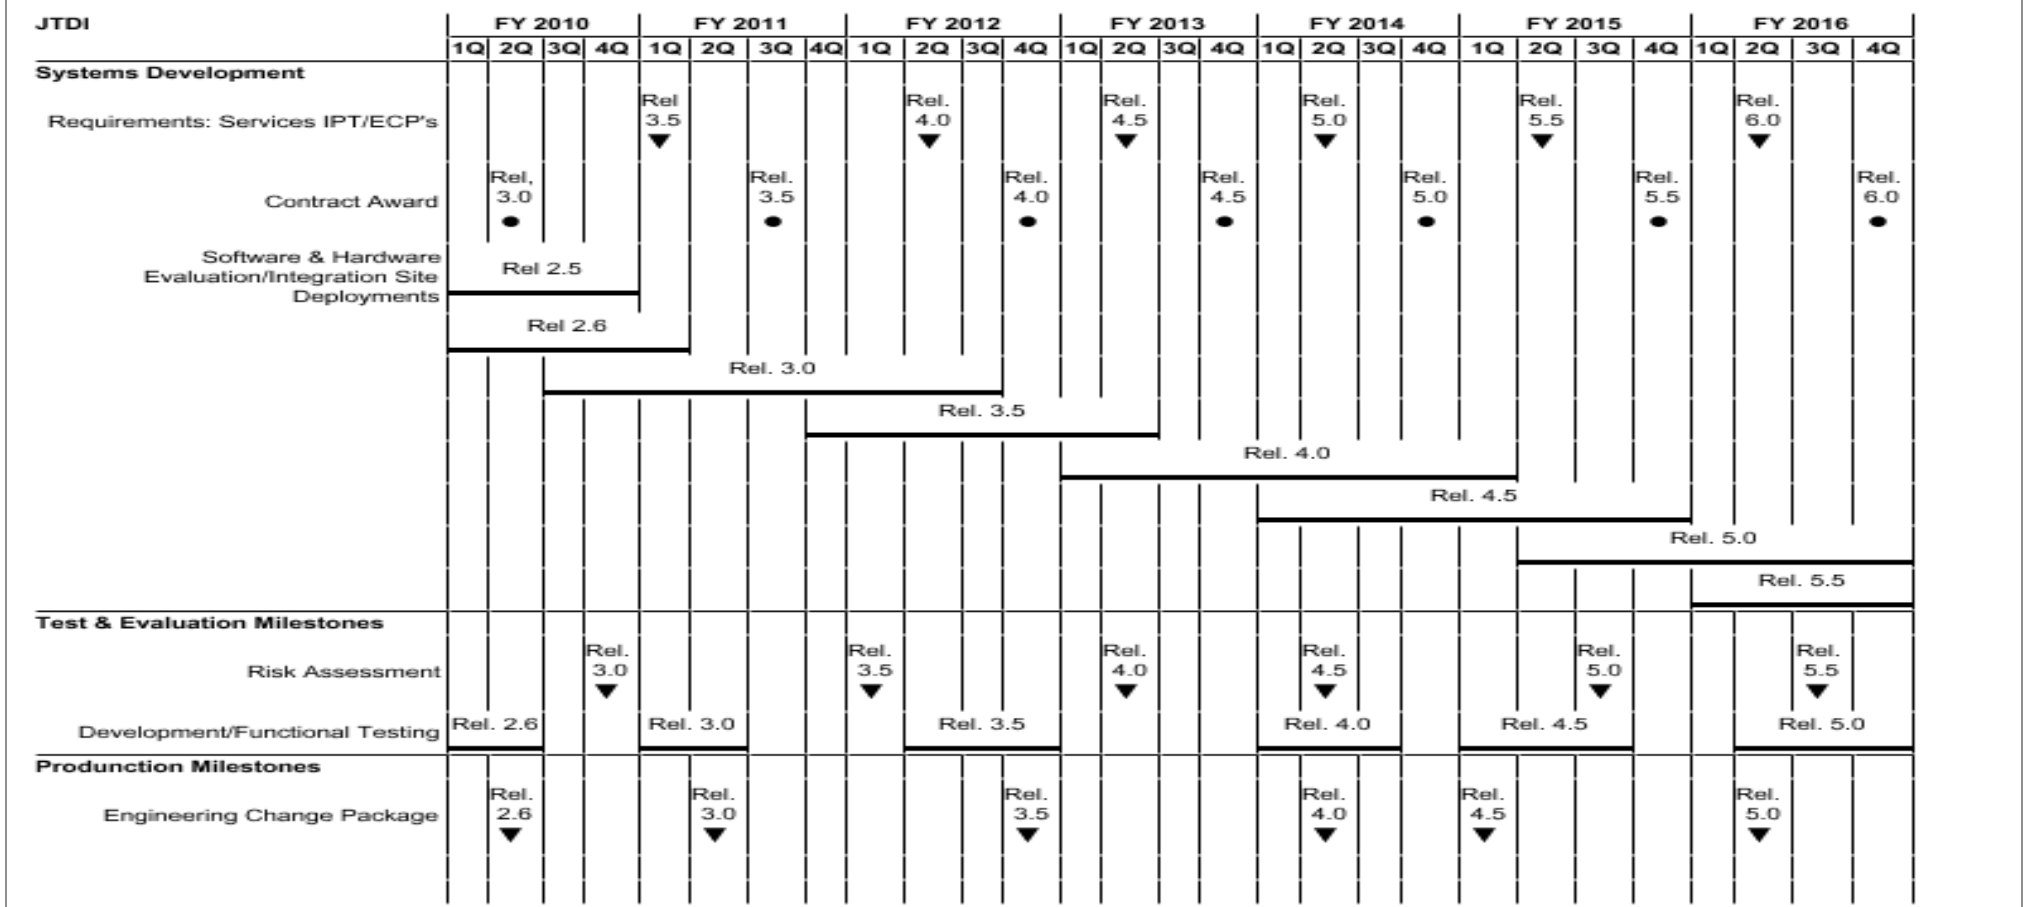 JTDI FY 2010 FY 2011 FY 2012 FY 2013 FY 2014 FY 2015 FY 2016
1Q 2Q 3Q 4Q 1Q 2Q 3Q 4Q 1Q 2Q 3Q 4Q 1Q 2Q 3Q 4Q 1Q 2Q 3Q 4Q 1Q 2Q 3Q 4Q 1Q 2Q 3Q 4Q
Systems Development
Rel Rel. Rel. Rel. Rel. Rel.
Requirements: Services IPT/ECP's 3.5 4.0 4.5 5.0 5.5 6.0
Rel, Rel. Rel. Rel. Rel. Rel. Rel.
Contract Award 3.0 3.5 4.0 4.5 5.0 5.5 6.0
Software & Hardware
Evaluation/Integration Site Rel 2.5
Deployments
Rel 2.6
Rel. 3.0
Rel. 3.5
Rel. 4.0
Rel. 4.5
Rel. 5.0
Rel. 5.5
Test & Evaluation Milestones
Rel. Rel. Rel. Rel. Rel. Rel.
Risk Assessment 3.0 3.5 4.0 4.5 5.0 5.5
Development/Functional Testing Rel. 2.6 Rel. 3.0 Rel. 3.5 Rel. 4.0 Rel. 4.5 Rel. 5.0
Produnction Milestones
Rel. Rel. Rel. Rel. Rel. Rel.
Engineering Change Package 2.6 3.0 3.5 4.0 4.5 5.0